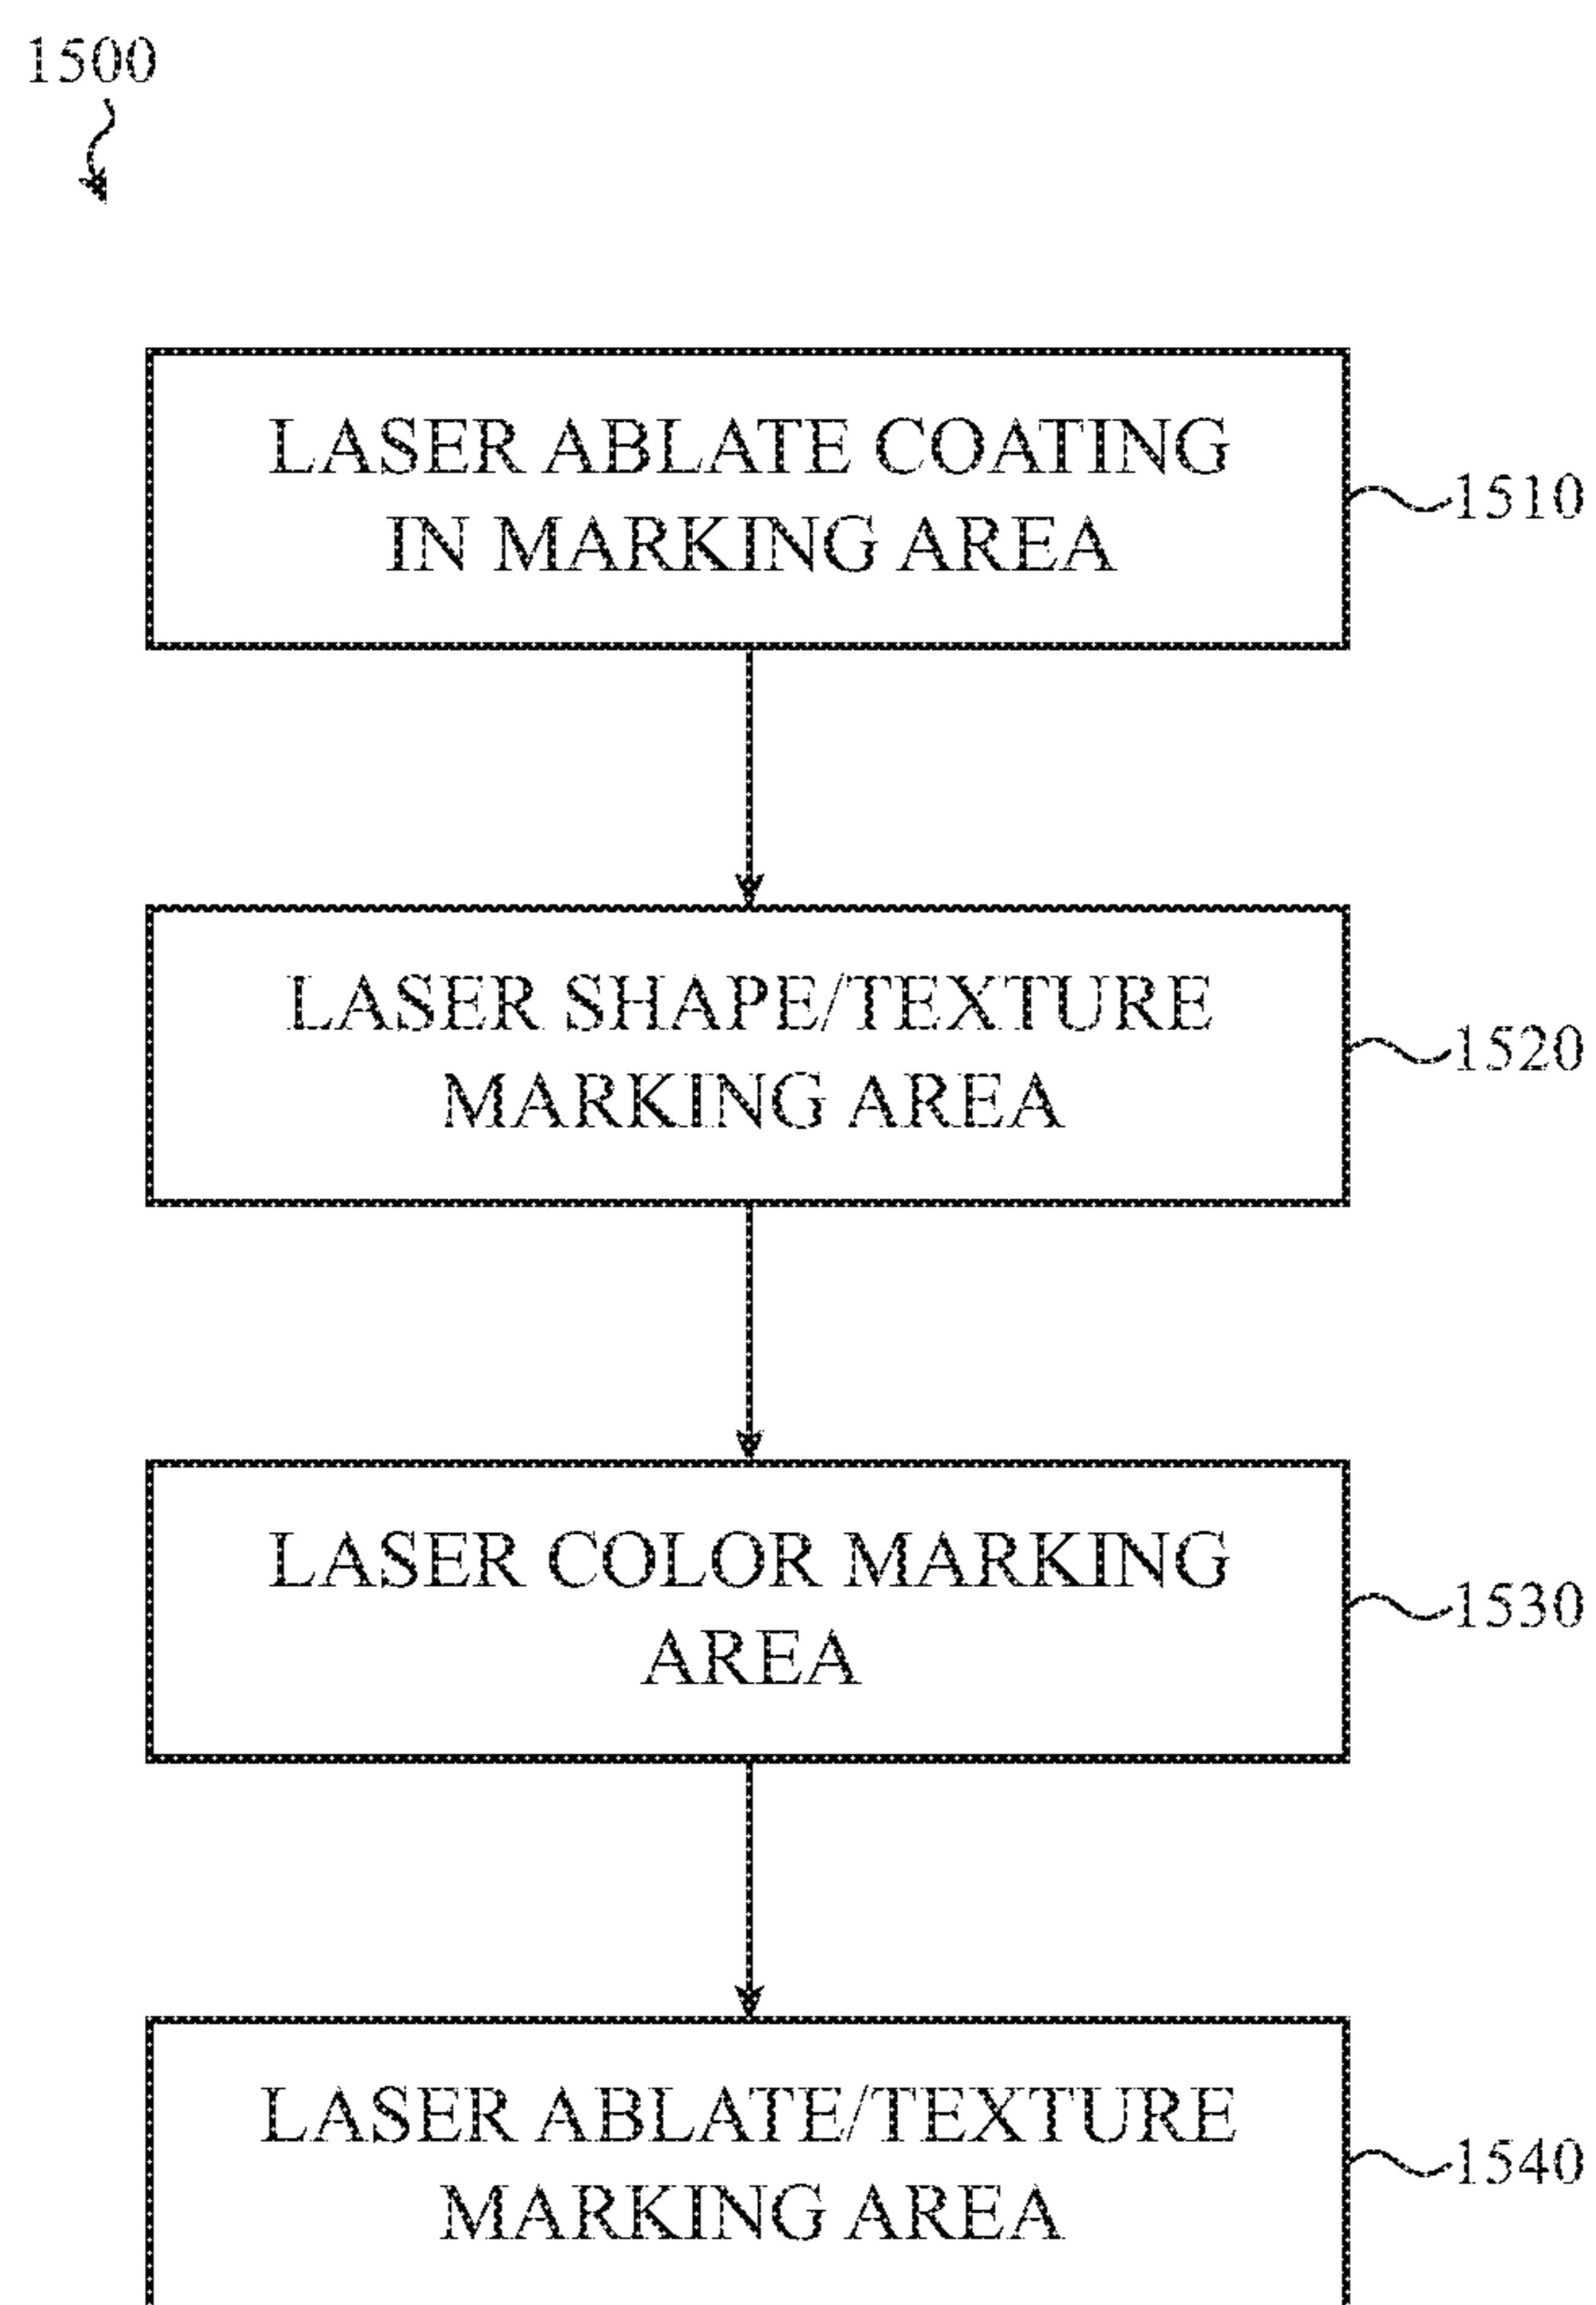 1500
LASER ABLATE COATING
IN MARKING AREA
1510
LASER SHAPE/TEXTURE
MARKING AREA
1520
LASER COLOR MARKING
AREA
1530
LASER ABLATE/TEXTURE
MARKING AREA
1540